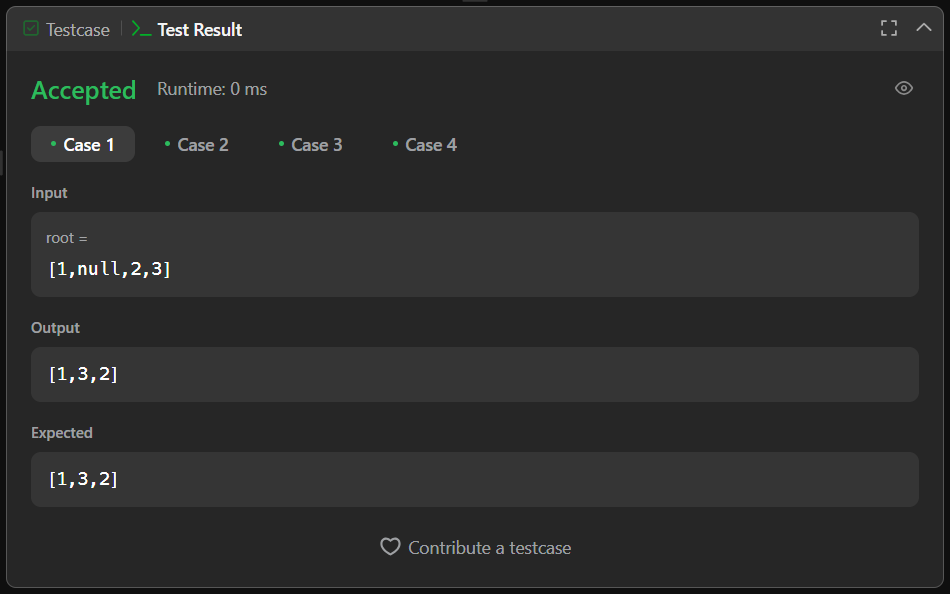 Testcase | Test Result
Accepted Runtime: 0 ms
• Case 1 • Case 2 • Case 3 • Case 4
Input
root =
[1,null,2,3]
Output
[1,3,2]
Expected
[1,3,2]
Contribute a testcase